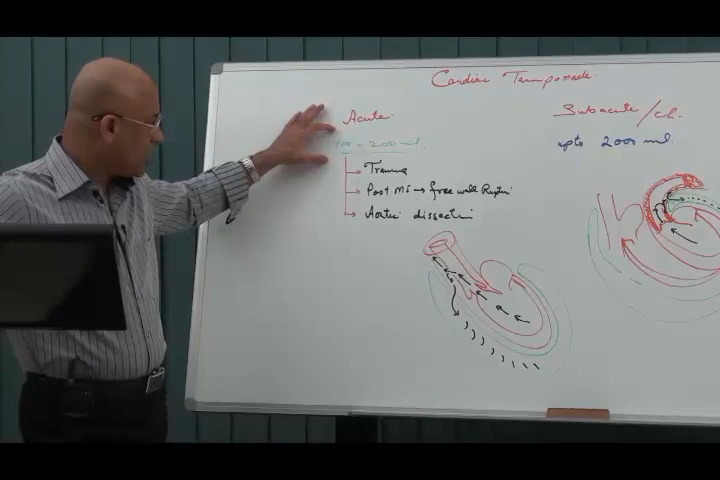 Cardiac Tamponade
Acute
Subacute/ch.
100 - 200 ml.
upto 2000 ml.
Trauma
Post MI → free wall Rupture
Aortic dissection